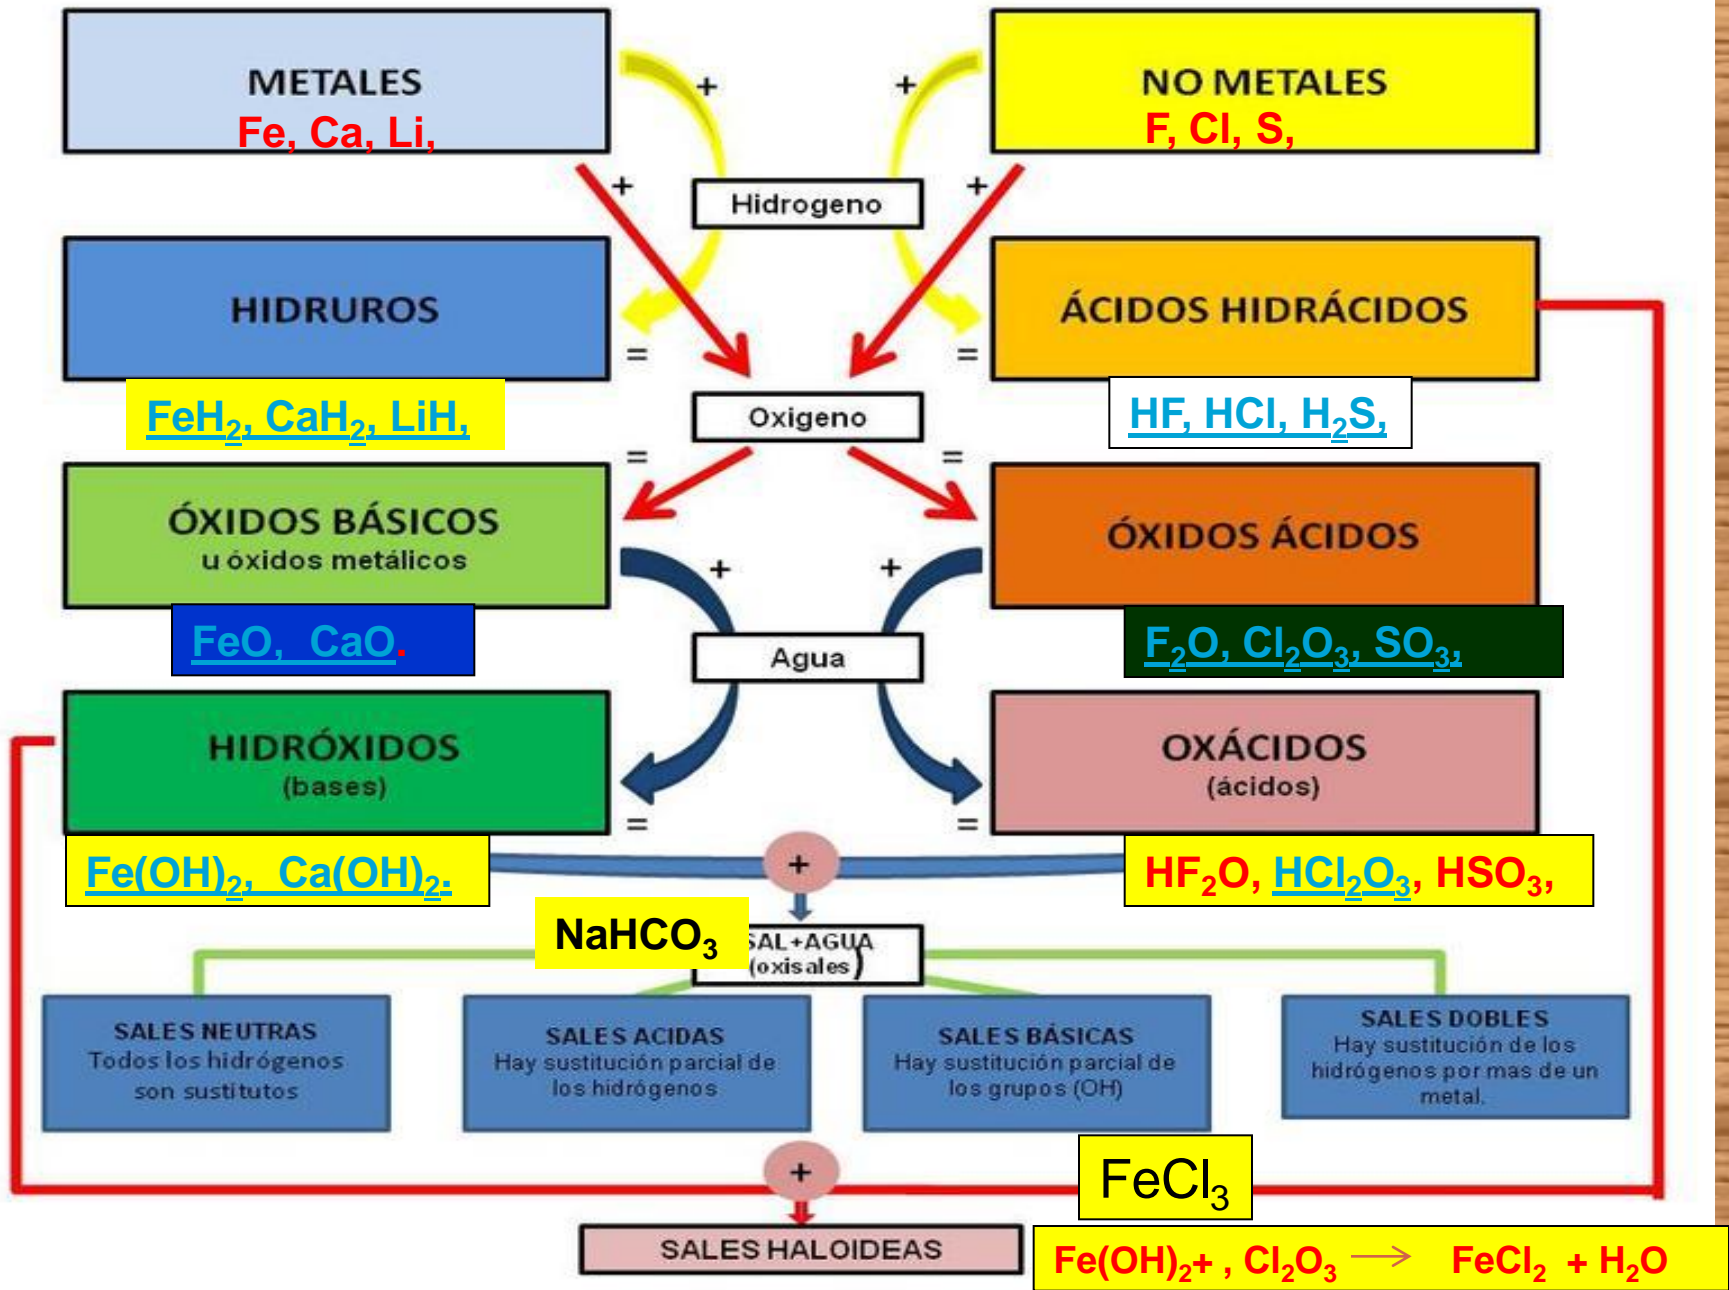 METALES
Fe, Ca, Li,
NO METALES
F, Cl, S,
+
+
+
+
Hidrogeno
HIDRUROS
ÁCIDOS HIDRÁCIDOS
=
=
FeH₂, CaH₂, LiH,
Oxigeno
HF, HCl, H₂S,
=
=
ÓXIDOS BÁSICOS
u óxidos metálicos
ÓXIDOS ÁCIDOS
+
+
FeO, CaO.
Agua
F₂O, Cl₂O₃, SO₃,
HIDRÓXIDOS
(bases)
OXÁCIDOS
(ácidos)
=
=
Fe(OH)₂, Ca(OH)₂.
+
HF₂O, HCl₂O₃, HSO₃,
NaHCO₃
SAL+AGUA
(oxisales)
SALES NEUTRAS
Todos los hidrógenos
son sustitutos
SALES ACIDAS
Hay sustitución parcial de
los hidrógenos
SALES BÁSICAS
Hay sustitución parcial de
los grupos (OH)
SALES DOBLES
Hay sustitución de los
hidrógenos por mas de un
metal.
+
FeCl₃
SALES HALOIDEAS
Fe(OH)₂+ , Cl₂O₃ → FeCl₂ + H₂O